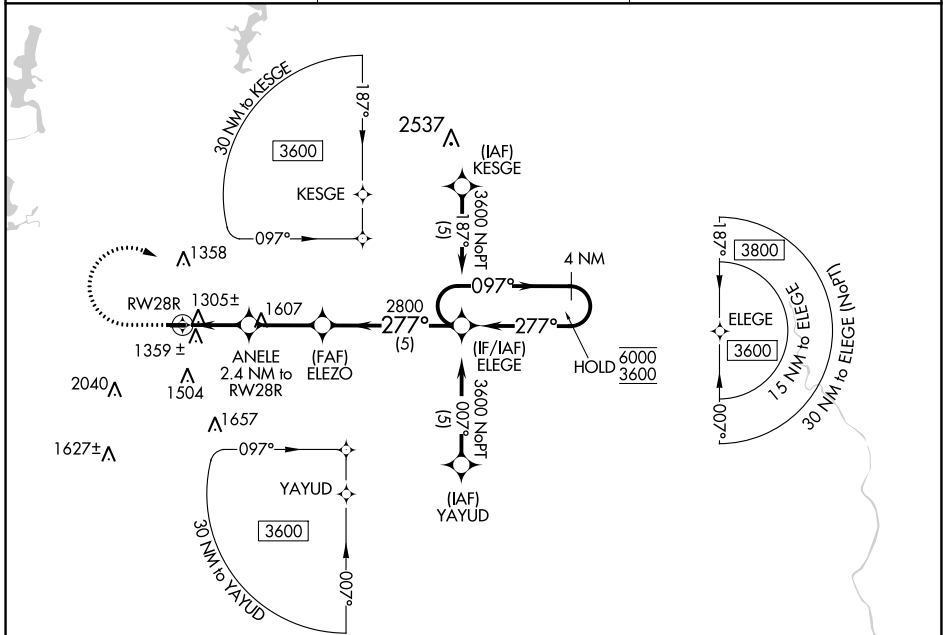 30 NM to KESGE
187°
3600
KESGE
097°
2537
(IAF)
KESGE
3600 NoPT
187°
(5)
4 NM
097°
1358
RW28R
1305±
1607
2800
277°
(5)
277°
1359 ±
ANELE
2.4 NM to
RW28R
(FAF)
ELEZO
(IF/IAF)
ELEGE
HOLD
6000
3600
187°
3800
ELEGE
3600
15 NM to ELEGE
30 NM to ELEGE (NoPT)
007°
2040
1504
1657
1627±
3600 NoPT
007°
(5)
(IAF)
YAYUD
097°
YAYUD
3600
30 NM to YAYUD
007°